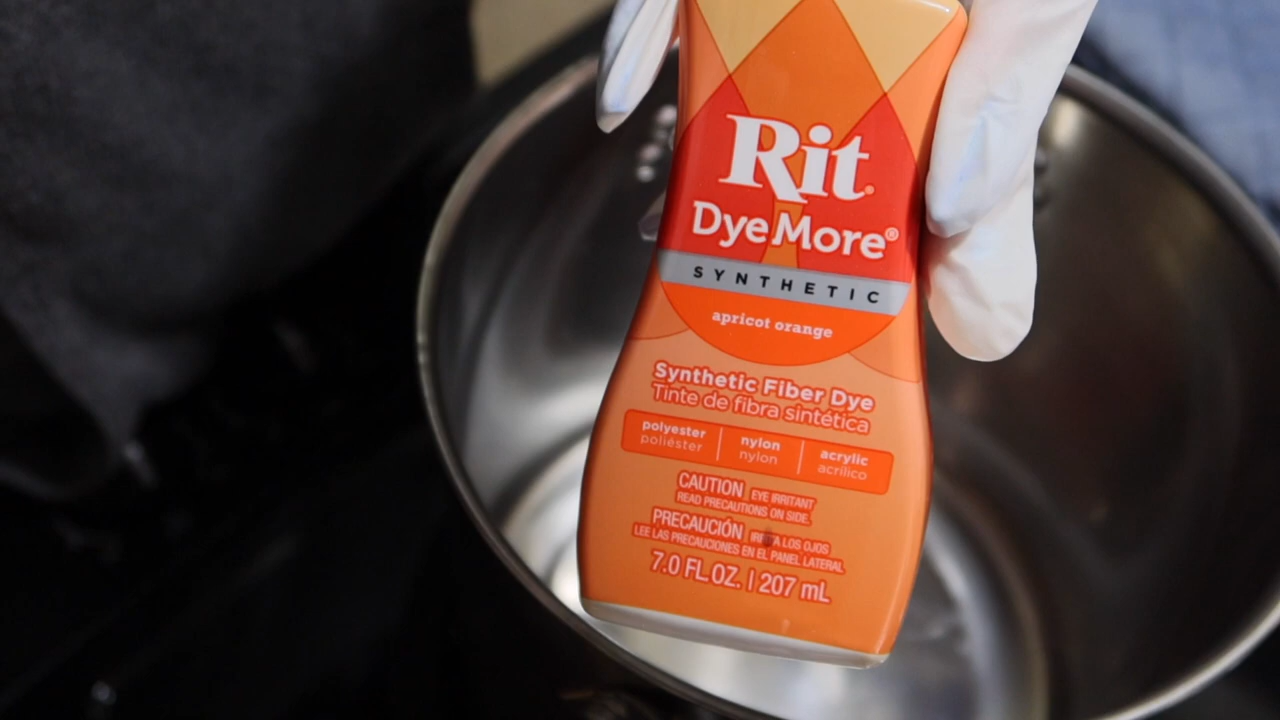 Rit®
DyeMore®
SYNTHETIC
apricot orange
Synthetic Fiber Dye
Tinte de fibra sintética
polyester nylon acrylic
poliéster nylon acrílico
CAUTION EYE IRRITANT
READ PRECAUTIONS ON SIDE.
PRECAUCIÓN IRRITA LOS OJOS
LEE LAS PRECAUCIONES EN EL PANEL LATERAL
7.0 FL OZ. | 207 mL